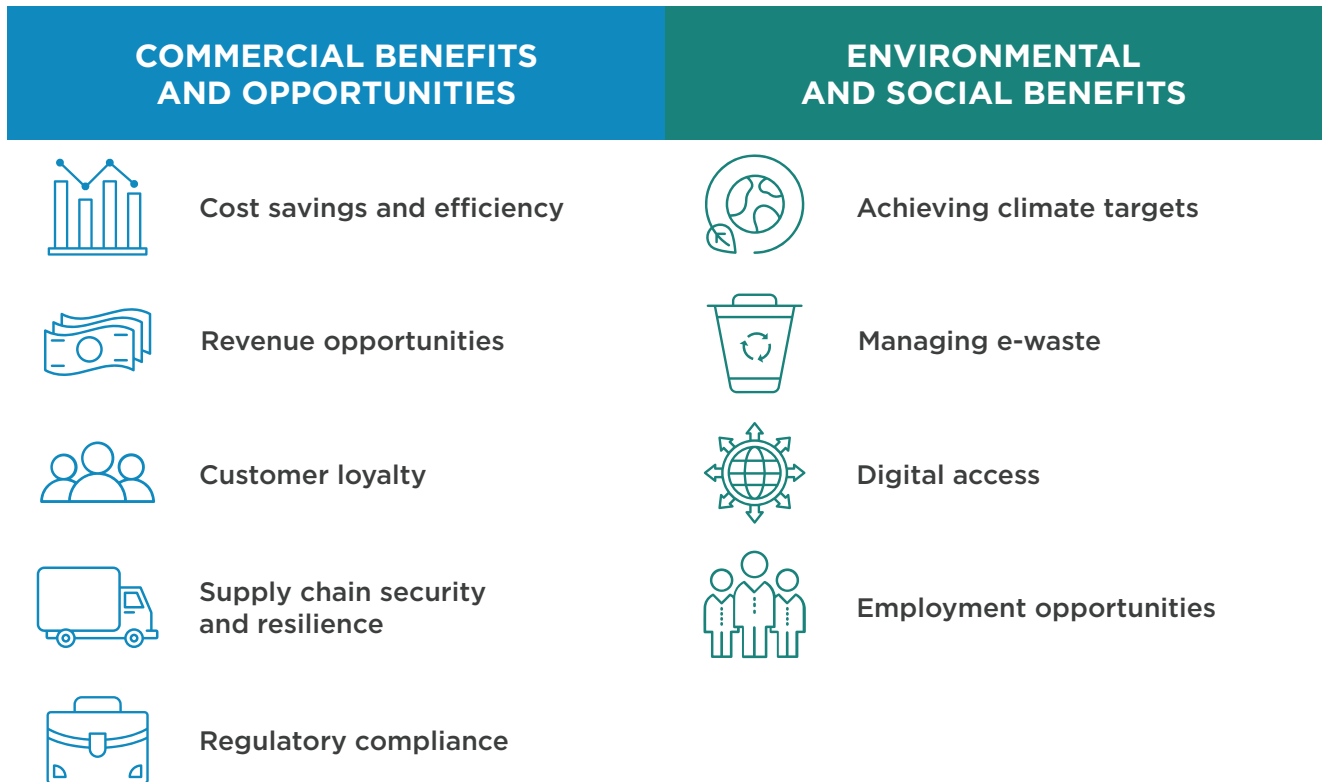 COMMERCIAL BENEFITS
AND OPPORTUNITIES
Cost savings and efficiency
Revenue opportunities
Customer loyalty
Supply chain security
and resilience
Regulatory compliance
ENVIRONMENTAL
AND SOCIAL BENEFITS
Achieving climate targets
Managing e-waste
Digital access
Employment opportunities